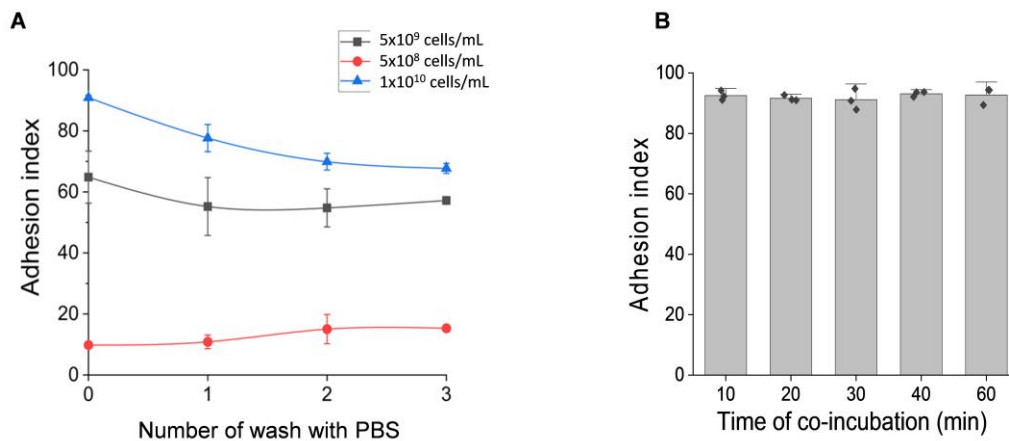 A
5x10⁹ cells/mL
5x10⁸ cells/mL
1x10¹⁰ cells/mL
100
80
60
40
20
0
Adhesion index
0 1 2 3
Number of wash with PBS
B
100
80
60
40
20
0
Adhesion index
10 20 30 40 60
Time of co-incubation (min)